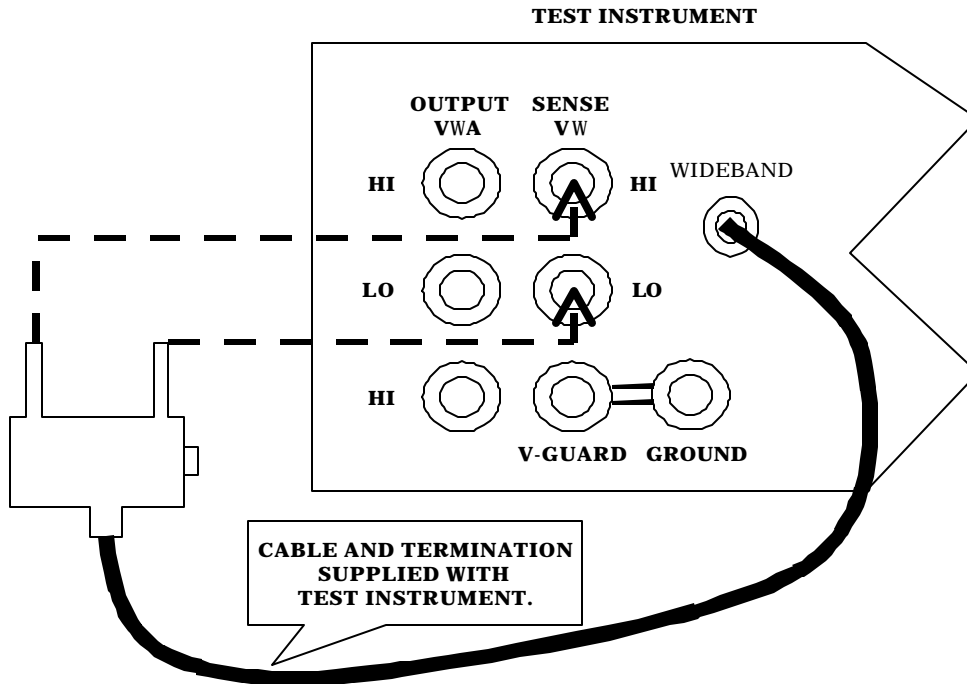 TEST INSTRUMENT
OUTPUT SENSE
VWA VW
HI HI WIDEBAND
LO LO
HI
V-GUARD GROUND
CABLE AND TERMINATION
SUPPLIED WITH
TEST INSTRUMENT.